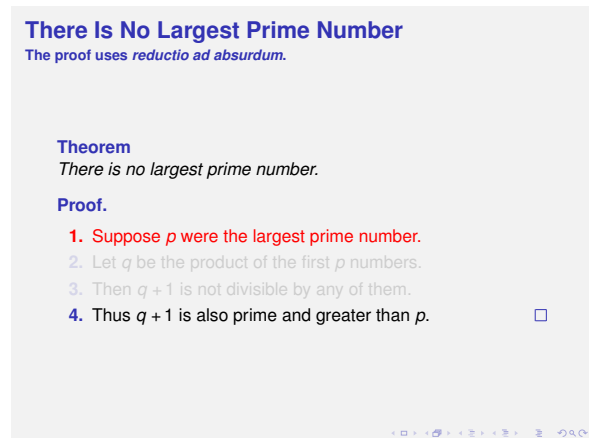 There Is No Largest Prime Number
The proof uses reductio ad absurdum.
Theorem
There is no largest prime number.
Proof.
1. Suppose p were the largest prime number.
2. Let q be the product of the first p numbers.
3. Then q + 1 is not divisible by any of them.
4. Thus q + 1 is also prime and greater than p.